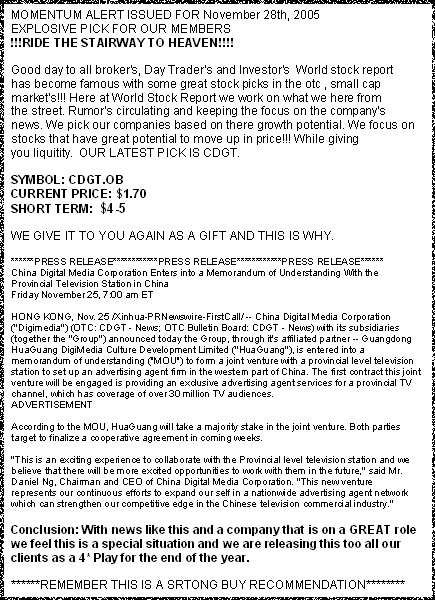 MOMENTUM ALERT ISSUED FOR November 28th, 2005
EXPLOSIVE PICK FOR OUR MEMBERS
!!!RIDE THE STAIRWAY TO HEAVEN!!!!
Good day to all broker's, Day Trader's and Investor's World stock report
has become famous with some great stock picks in the otc , small cap
market's!!! Here at World Stock Report we work on what we here from
the street. Rumor's circulating and keeping the focus on the company's
news. We pick our companies based on there growth potential. We focus on
stocks that have great potential to move up in price!!! While giving
you liquitity. OUR LATEST PICK IS CDGT.
SYMBOL: CDGT.OB
CURRENT PRICE: $1.70
SHORT TERM: $4-5
WE GIVE IT TO YOU AGAIN AS A GIFT AND THIS IS WHY.
******PRESS RELEASE************PRESS RELEASE************PRESS RELEASE******
China Digital Media Corporation Enters into a Memorandum of Understanding With the
Provincial Television Station in China
Friday November 25, 7:00 am ET
HONG KONG, Nov. 25 /Xinhua-PRNewswire-FirstCall/ -- China Digital Media Corporation
("Digimedia") (OTC: CDGT - News; OTC Bulletin Board: CDGT - News) with its subsidiaries
(together the "Group") announced today the Group, through it's affiliated partner -- Guangdong
HuaGuang DigiMedia Culture Development Limited ("HuaGuang"), is entered into a
memorandum of understanding ("MOU") to form a joint venture with a provincial level television
station to set up an advertising agent firm in the western part of China. The first contract this joint
venture will be engaged is providing an exclusive advertising agent services for a provincial TV
channel, which has coverage of over 30 million TV audiences.
ADVERTISEMENT
According to the MOU, HuaGuang will take a majority stake in the joint venture. Both parties
target to finalize a cooperative agreement in coming weeks.
"This is an exciting experience to collaborate with the Provincial level television station and we
believe that there will be more excited opportunities to work with them in the future," said Mr.
Daniel Ng, Chairman and CEO of China Digital Media Corporation. "This new venture
represents our continuous efforts to expand our self in a nationwide advertising agent network
which can strengthen our competitive edge in the Chinese television commercial industry."
Conclusion: With news like this and a company that is on a GREAT role
we feel this is a special situation and we are releasing this too all our
clients as a 4* Play for the end of the year.
******REMEMBER THIS IS A SRTONG BUY RECOMMENDATION********